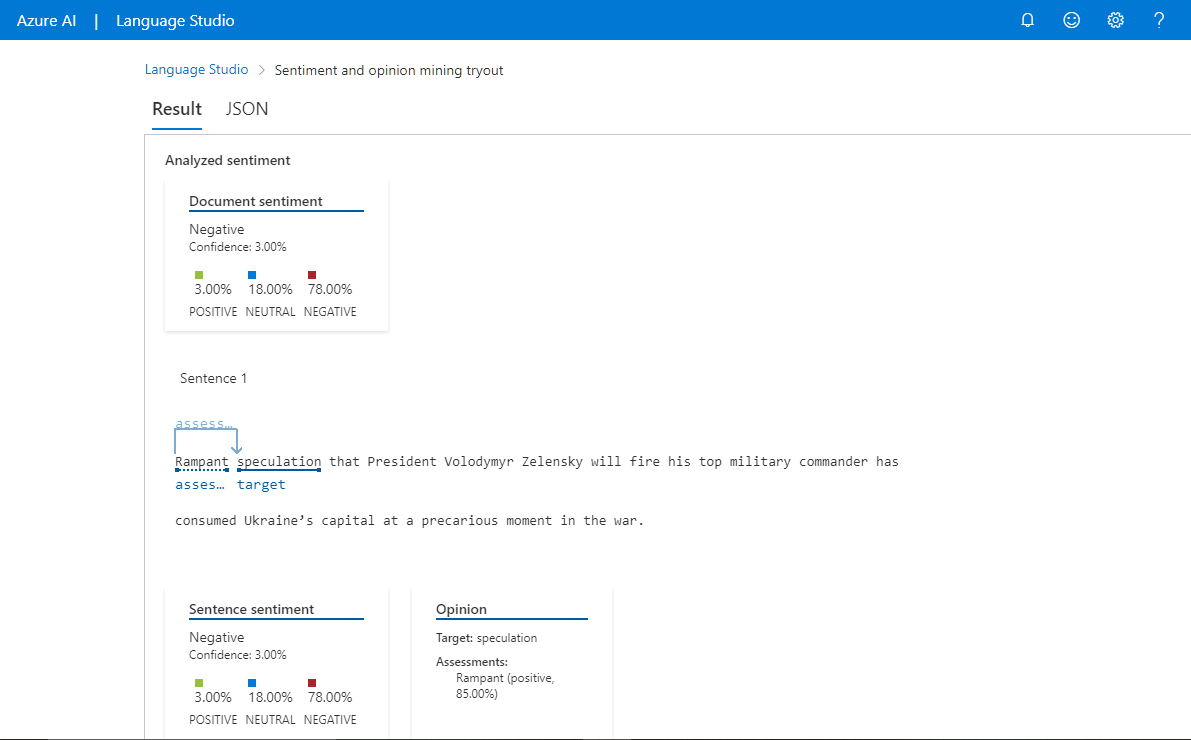 Azure AI | Language Studio
Language Studio > Sentiment and opinion mining tryout
Result JSON
Analyzed sentiment
Document sentiment
Negative
Confidence: 3.00%
3.00% 18.00% 78.00%
POSITIVE NEUTRAL NEGATIVE
Sentence 1
assess…
Rampant speculation that President Volodymyr Zelensky will fire his top military commander has
asses… target
consumed Ukraine’s capital at a precarious moment in the war.
Sentence sentiment
Negative
Confidence: 3.00%
3.00% 18.00% 78.00%
POSITIVE NEUTRAL NEGATIVE
Opinion
Target: speculation
Assessments:
Rampant (positive,
85.00%)